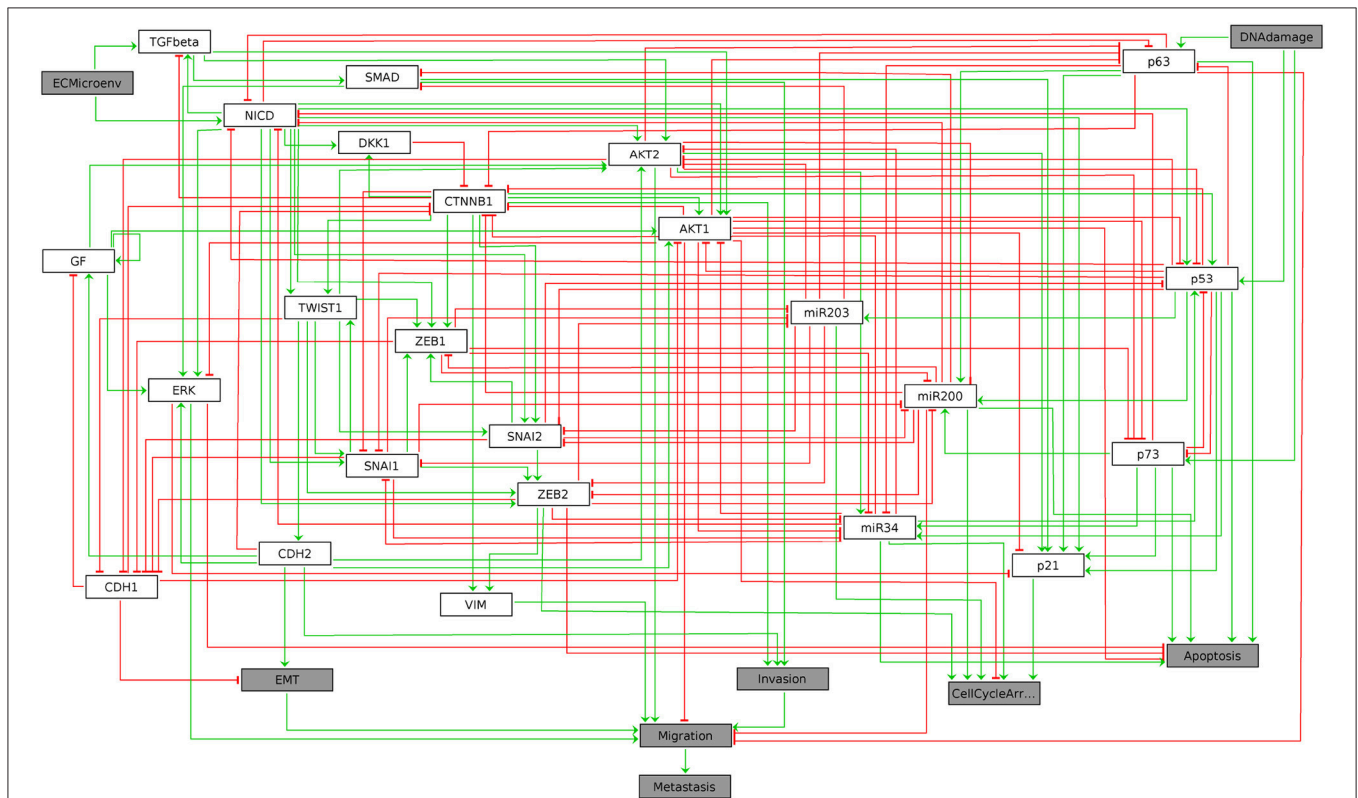 TGFbeta
DNAdamage
p63
SMAD
ECMicroenv
NICD
DKK1
AKT2
CTNNB1
AKT1
GF
p53
TWIST1
miR203
ZEB1
ERK
miR200
SNAI2
p73
SNAI1
ZEB2
miR34
CDH2
p21
CDH1
VIM
Apoptosis
EMT
Invasion
CellCycleArr...
Migration
Metastasis